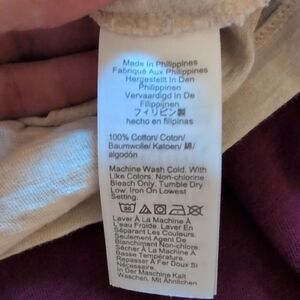 Made In Philippines
Fabriqué Aux Philippines
Hergestellt In Den
Philippinen
Vervaardigd In De
Filippijnen
フィリピン製
hecho en filipinas
100% Cotton/ Coton/
Baumwolle/ Katoen/ 綿/
algodón
Machine Wash Cold. With
Like Colors. Non-chlorine
Bleach Only. Tumble Dry
Low. Iron On Lowest
Setting.
Laver À La Machine À
L'eau Froide. Laver En
Séparant Les Couleurs.
Seulement Agent De
Blanchiment Non-chlore.
Sécher À La Machine À
Basse Température.
Repasser À Fer Doux Si
Nécessaire.
In Der Maschine Kalt
Waschen. Mit Ähnlichen